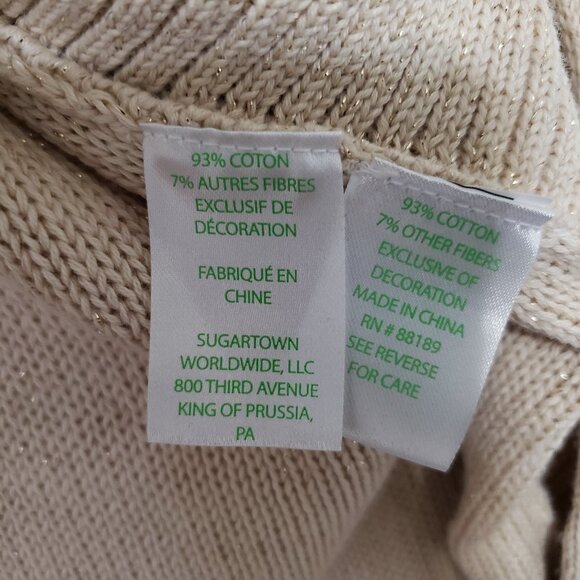 93% COTON
7% AUTRES FIBRES
EXCLUSIF DE
DÉCORATION
FABRIQUÉ EN
CHINE
SUGARTOWN
WORLDWIDE, LLC
800 THIRD AVENUE
KING OF PRUSSIA,
PA
93% COTTON
7% OTHER FIBERS
EXCLUSIVE OF
DECORATION
MADE IN CHINA
RN # 88189
SEE REVERSE
FOR CARE